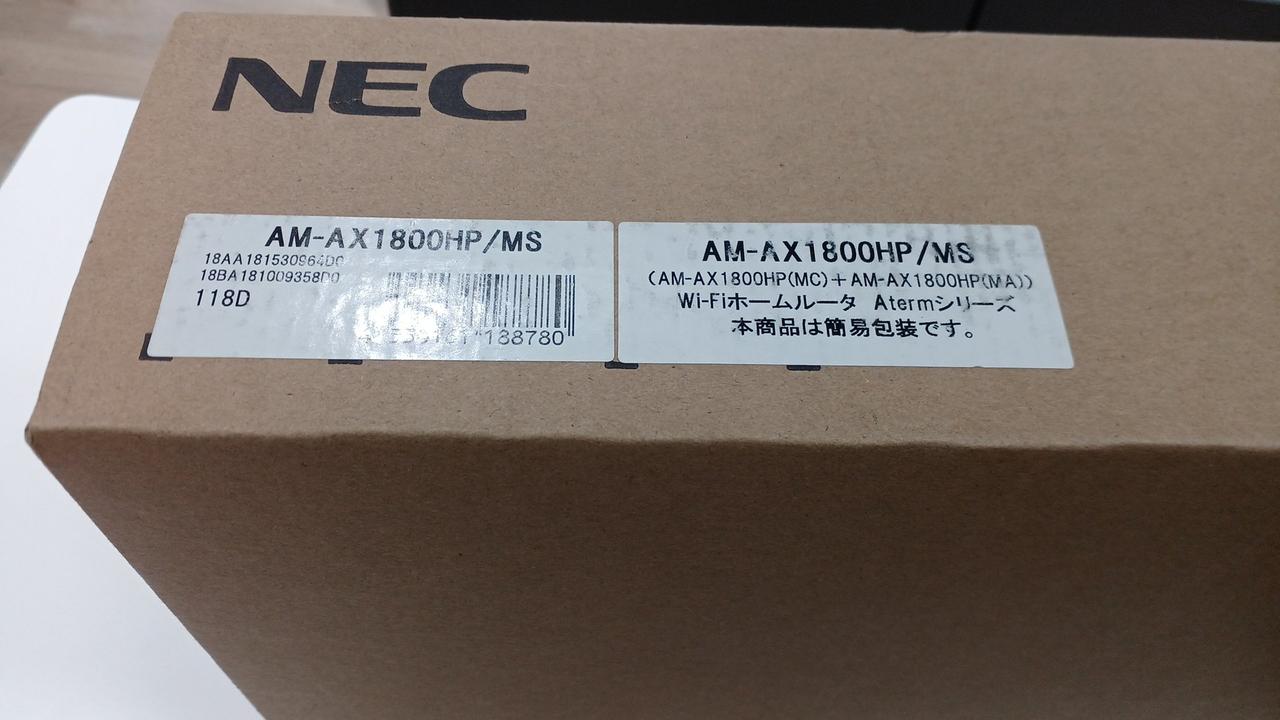 NEC
AM-AX1800HP/MS
18AA181530964D0
18BA181009358D0
118D
188780
AM-AX1800HP/MS
(AM-AX1800HP(MC)+AM-AX1800HP(MA))
Wi-Fiホームルータ Atermシリーズ
本商品は簡易包装です。